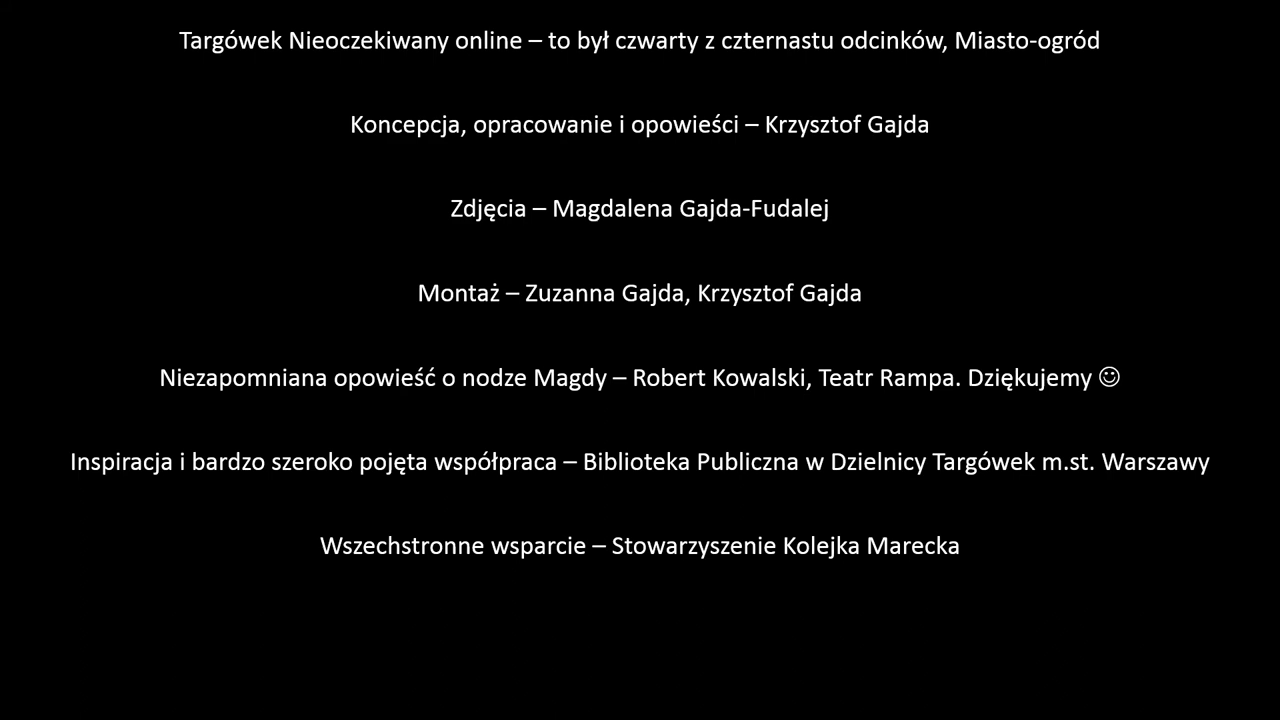 Targówek Nieoczekiwany online – to był czwarty z czternastu odcinków, Miasto-ogród
Koncepcja, opracowanie i opowieści – Krzysztof Gajda
Zdjęcia – Magdalena Gajda-Fudalej
Montaż – Zuzanna Gajda, Krzysztof Gajda
Niezapomniana opowieść o nodze Magdy – Robert Kowalski, Teatr Rampa. Dziękujemy ☺
Inspiracja i bardzo szeroko pojęta współpraca – Biblioteka Publiczna w Dzielnicy Targówek m.st. Warszawy
Wszechstronne wsparcie – Stowarzyszenie Kolejka Marecka